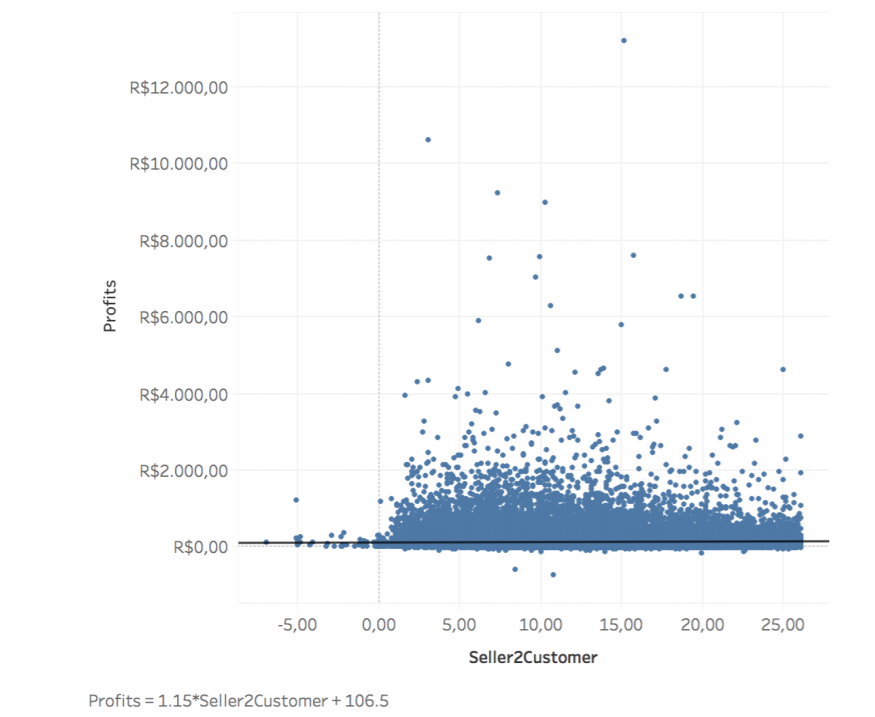 R$12.000,00
R$10.000,00
R$8.000,00
R$6.000,00
R$4.000,00
R$2.000,00
R$0,00
Profits
-5,00 0,00 5,00 10,00 15,00 20,00 25,00
Seller2Customer
Profits = 1.15*Seller2Customer + 106.5